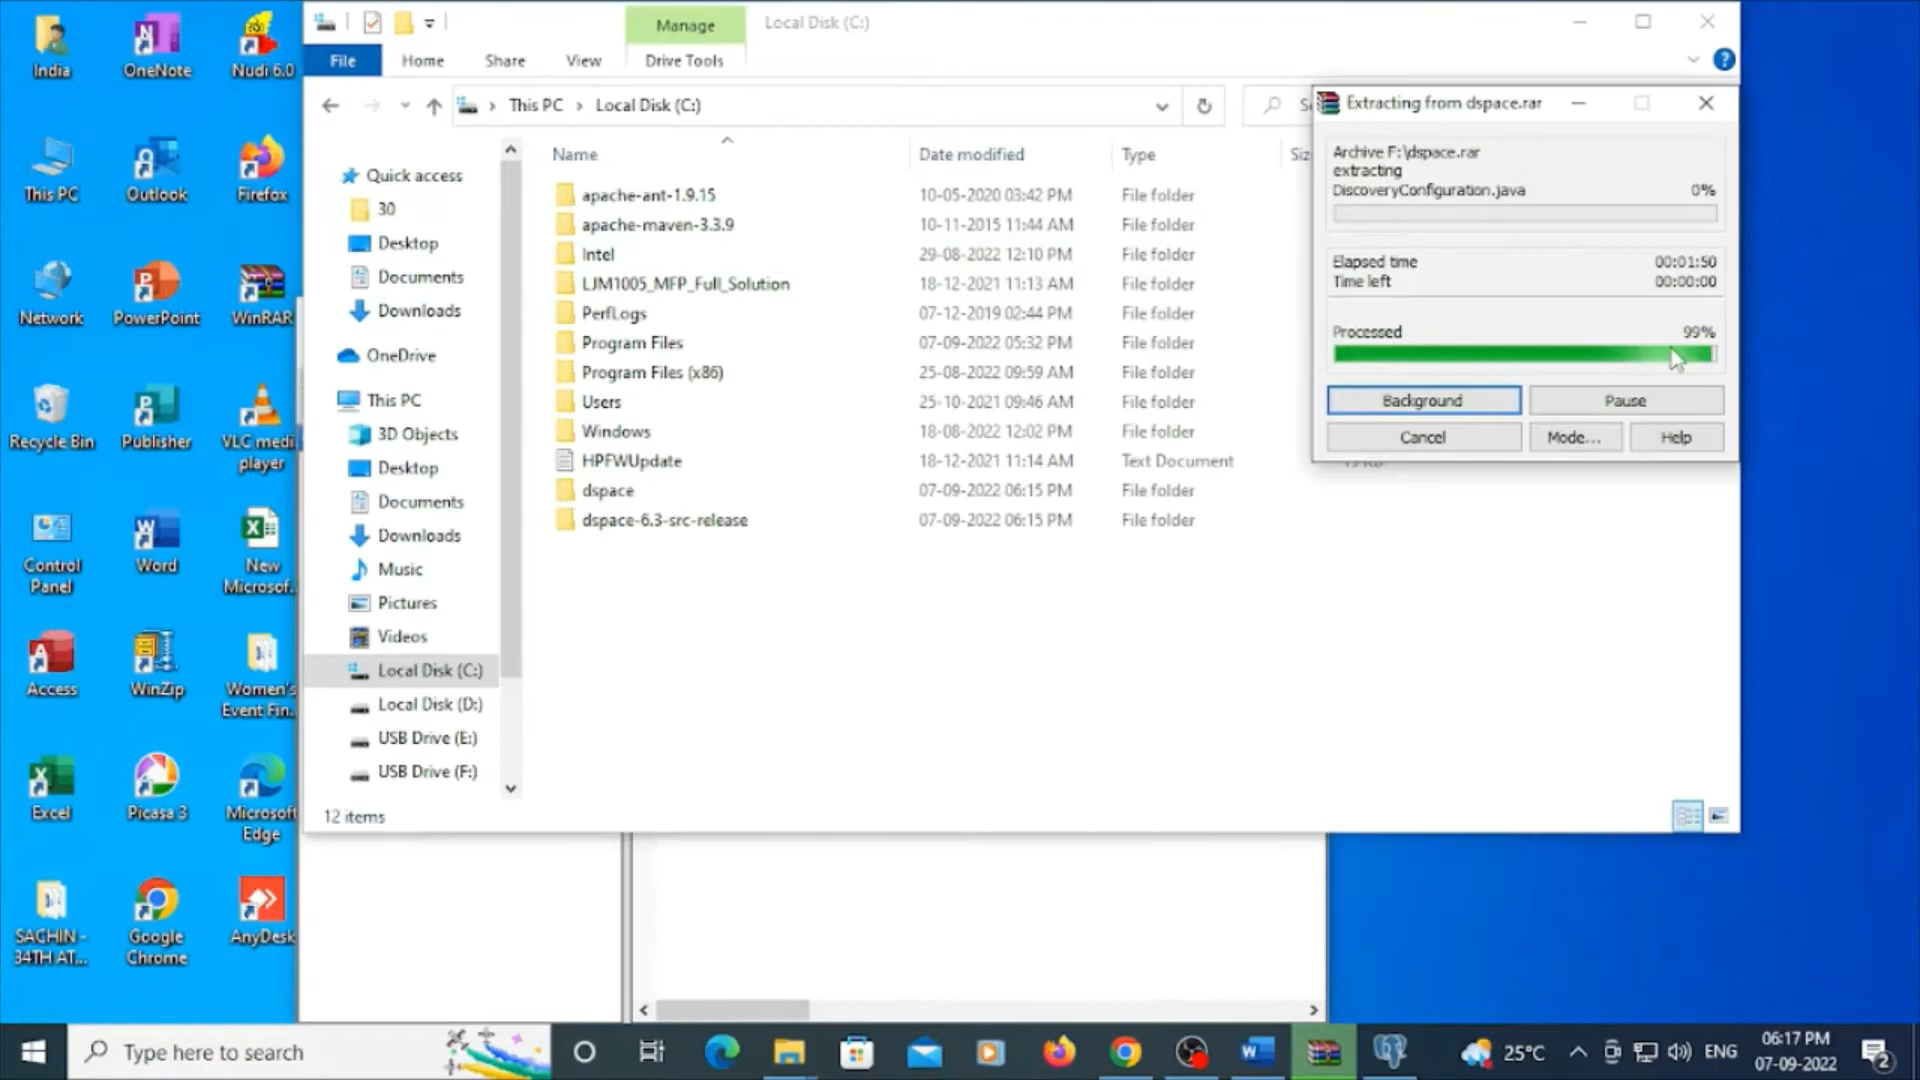 India
OneNote
Nudi 6.0
This PC
Outlook
Firefox
Network
PowerPoint
WinRAR
Recycle Bin
Publisher
VLC medi...
player
Control
Panel
Word
New
Microsof...
Access
WinZip
Women's
Event Fin...
Excel
Picasa 3
Microsoft
Edge
SACHIN -
34TH AT...
Google
Chrome
AnyDesk
Manage
Local Disk (C:)
File
Home
Share
View
Drive Tools
This PC > Local Disk (C:)
Name
Date modified
Type
Siz
Quick access
30
Desktop
Documents
Downloads
OneDrive
This PC
3D Objects
Desktop
Documents
Downloads
Music
Pictures
Videos
Local Disk (C:)
Local Disk (D:)
USB Drive (E:)
USB Drive (F:)
apache-ant-1.9.15 10-05-2020 03:42 PM File folder
apache-maven-3.3.9 10-11-2015 11:44 AM File folder
Intel 29-08-2022 12:10 PM File folder
LJM1005_MFP_Full_Solution 18-12-2021 11:13 AM File folder
PerfLogs 07-12-2019 02:44 PM File folder
Program Files 07-09-2022 05:32 PM File folder
Program Files (x86) 25-08-2022 09:59 AM File folder
Users 25-10-2021 09:46 AM File folder
Windows 18-08-2022 12:02 PM File folder
HPFWUpdate 18-12-2021 11:14 AM Text Document
dspace 07-09-2022 06:15 PM File folder
dspace-6.3-src-release 07-09-2022 06:15 PM File folder
12 items
Extracting from dspace.rar
Archive F:\dspace.rar
extracting
DiscoveryConfiguration.java 0%
Elapsed time 00:01:50
Time left 00:00:00
Processed 99%
Background
Pause
Cancel
Mode...
Help
Type here to search
25°C
ENG
06:17 PM
07-09-2022
2